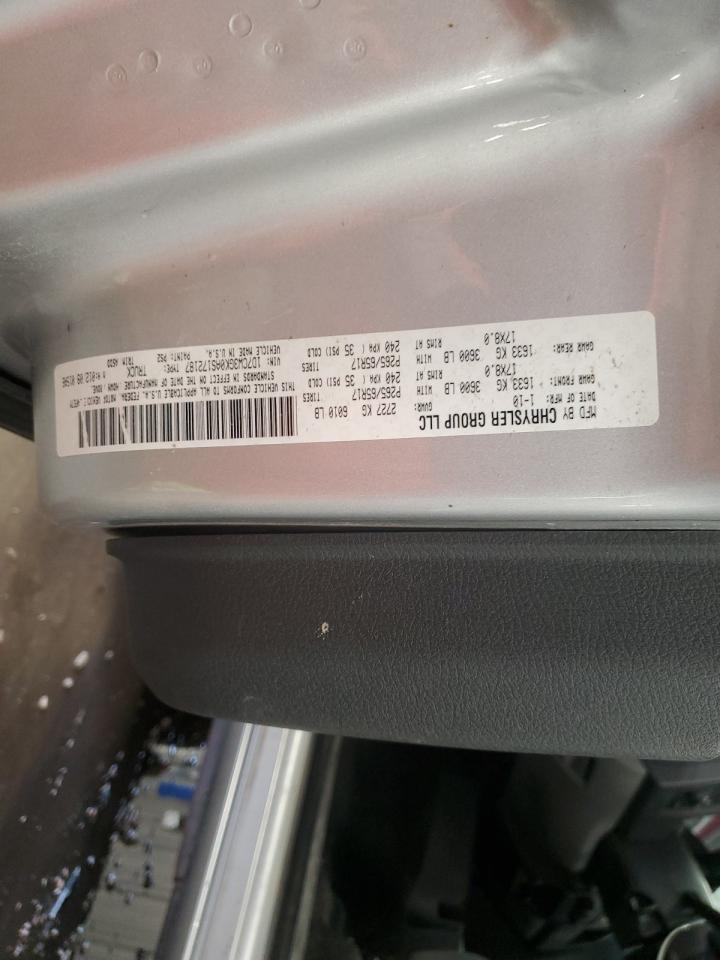 MFD BY CHRYSLER GROUP LLC
DATE OF MFR: 1-10 GVWR: 2727 KG 6010 LB
GAWR FRONT: 1633 KG 3600 LB WITH P265/65R17 TIRES
17X8.0 RIMS AT 240 KPA ( 35 PSI) COLD
GAWR REAR: 1633 KG 3600 LB WITH P265/65R17 TIRES
17X8.0 RIMS AT 240 KPA ( 35 PSI) COLD
THIS VEHICLE CONFORMS TO ALL APPLICABLE U.S.A. FEDERAL MOTOR VEHICLE SAFETY
STANDARDS IN EFFECT ON THE DATE OF MANUFACTURE SHOWN ABOVE
VIN: 1D7CW3GK0AS172187 TYPE: TRUCK
VEHICLE MADE IN U.S.A. PAINT: PS2 TRIM